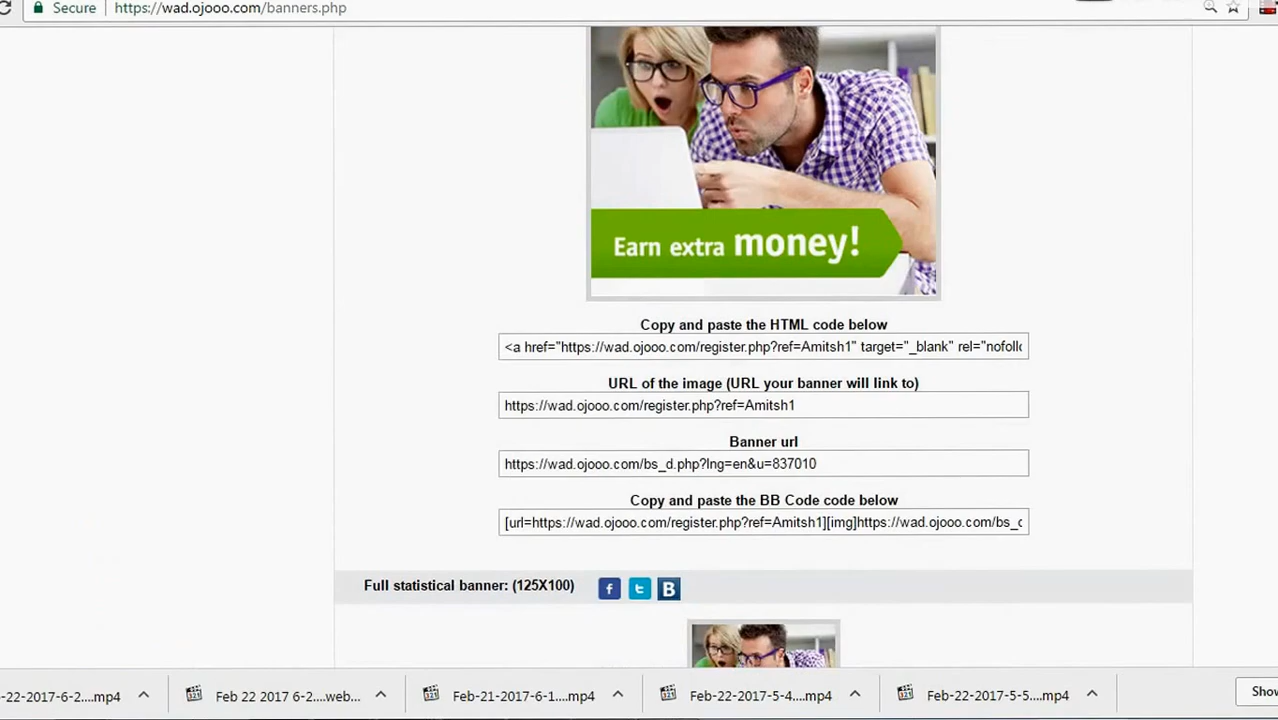 Secure https://wad.ojooo.com/banners.php
Earn extra money!
Copy and paste the HTML code below
<a href="https://wad.ojooo.com/register.php?ref=Amitsh1" target="_blank" rel="nofollo
URL of the image (URL your banner will link to)
https://wad.ojooo.com/register.php?ref=Amitsh1
Banner url
https://wad.ojooo.com/bs_d.php?lng=en&u=837010
Copy and paste the BB Code code below
[url=https://wad.ojooo.com/register.php?ref=Amitsh1][img]https://wad.ojooo.com/bs_c
Full statistical banner: (125X100) f t B
-22-2017-6-2....mp4 Feb 22 2017 6-2....web... Feb-21-2017-6-1....mp4 Feb-22-2017-5-4....mp4 Feb-22-2017-5-5....mp4 Show